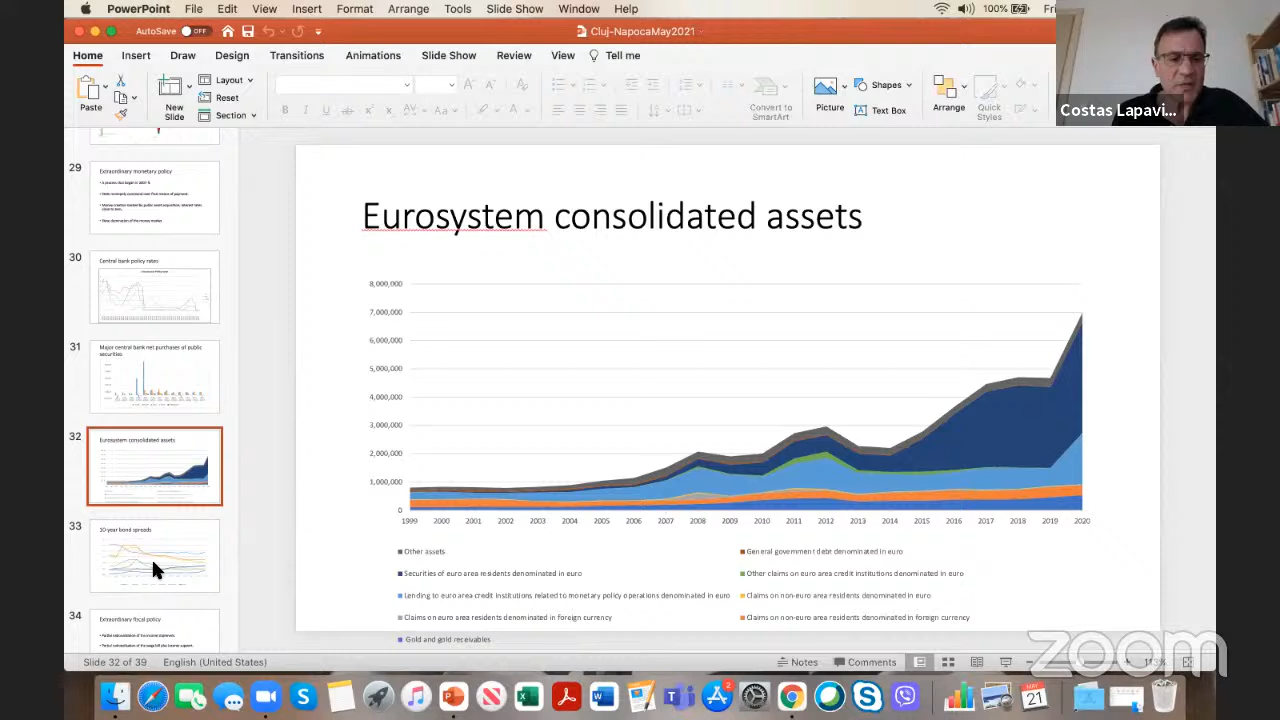 PowerPoint File Edit View Insert Format Arrange Tools Slide Show Window Help 100% Fri
AutoSave OFF Cluj-NapocaMay2021
Home Insert Draw Design Transitions Animations Slide Show Review View Tell me
Paste New Slide Layout Reset Section Convert to SmartArt Picture Shapes Text Box Arrange Quick Styles
Costas Lapavi...
29
Extraordinary monetary policy
30
Central bank policy rates
31
Major central bank net purchases of public securities
32
Eurosystem consolidated assets
33
10-year bond spreads
34
Extraordinary fiscal policy
Eurosystem consolidated assets
8,000,000
7,000,000
6,000,000
5,000,000
4,000,000
3,000,000
2,000,000
1,000,000
0
1999 2000 2001 2002 2003 2004 2005 2006 2007 2008 2009 2010 2011 2012 2013 2014 2015 2016 2017 2018 2019 2020
Other assets
General government debt denominated in euro
Securities of euro area residents denominated in euro
Other claims on euro area credit institutions denominated in euro
Lending to euro area credit institutions related to monetary policy operations denominated in euro
Claims on non-euro area residents denominated in euro
Claims on euro area residents denominated in foreign currency
Claims on non-euro area residents denominated in foreign currency
Gold and gold receivables
Slide 32 of 39 English (United States) Notes Comments 113%
zoom
2
21